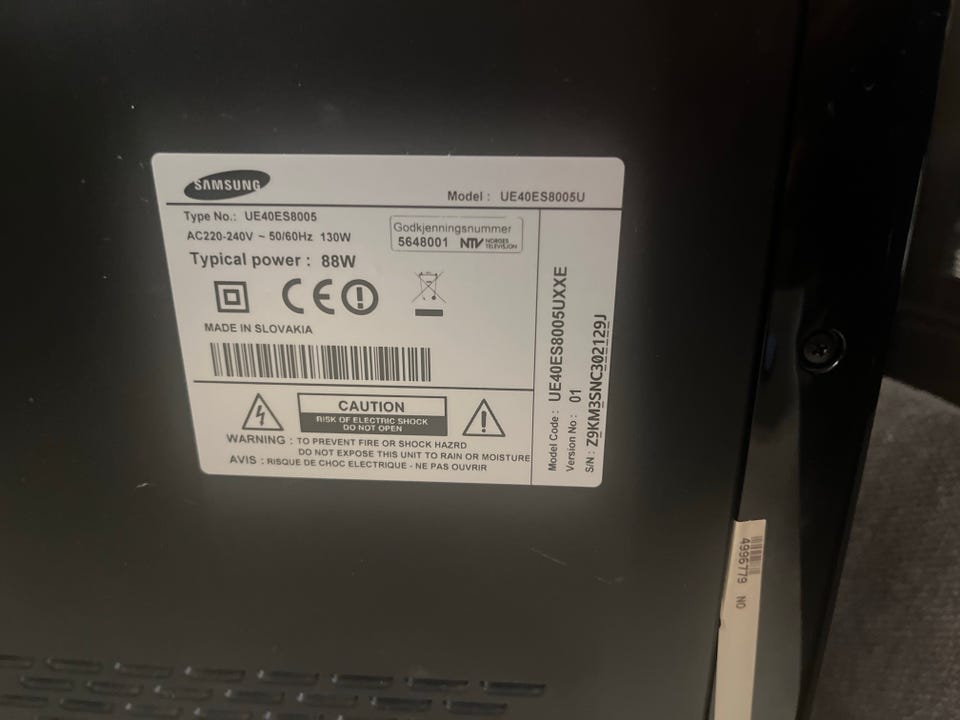 SAMSUNG
Model : UE40ES8005U
Type No.: UE40ES8005
AC220-240V ~ 50/60Hz 130W
Typical power : 88W
Godkjenningsnummer
5648001 NTV NORGES
TELEVISJON
CE
MADE IN SLOVAKIA
CAUTION
RISK OF ELECTRIC SHOCK
DO NOT OPEN
WARNING : TO PREVENT FIRE OR SHOCK HAZRD
DO NOT EXPOSE THIS UNIT TO RAIN OR MOISTURE
AVIS : RISQUE DE CHOC ELECTRIQUE - NE PAS OUVRIR
Model Code : UE40ES8005UXXE
Version No : 01
S/N : Z9KM3SNC302129J
4996779 NO